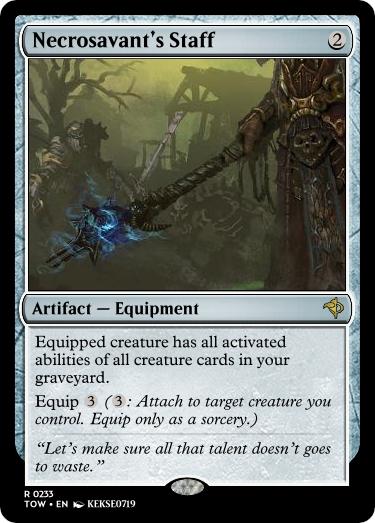 Necrosavant's Staff 2
Artifact — Equipment
Equipped creature has all activated
abilities of all creature cards in your
graveyard.
Equip 3 (3: Attach to target creature you
control. Equip only as a sorcery.)
“Let's make sure all that talent doesn't goes
to waste.”
R 0233
TOW • EN KEKSE0719